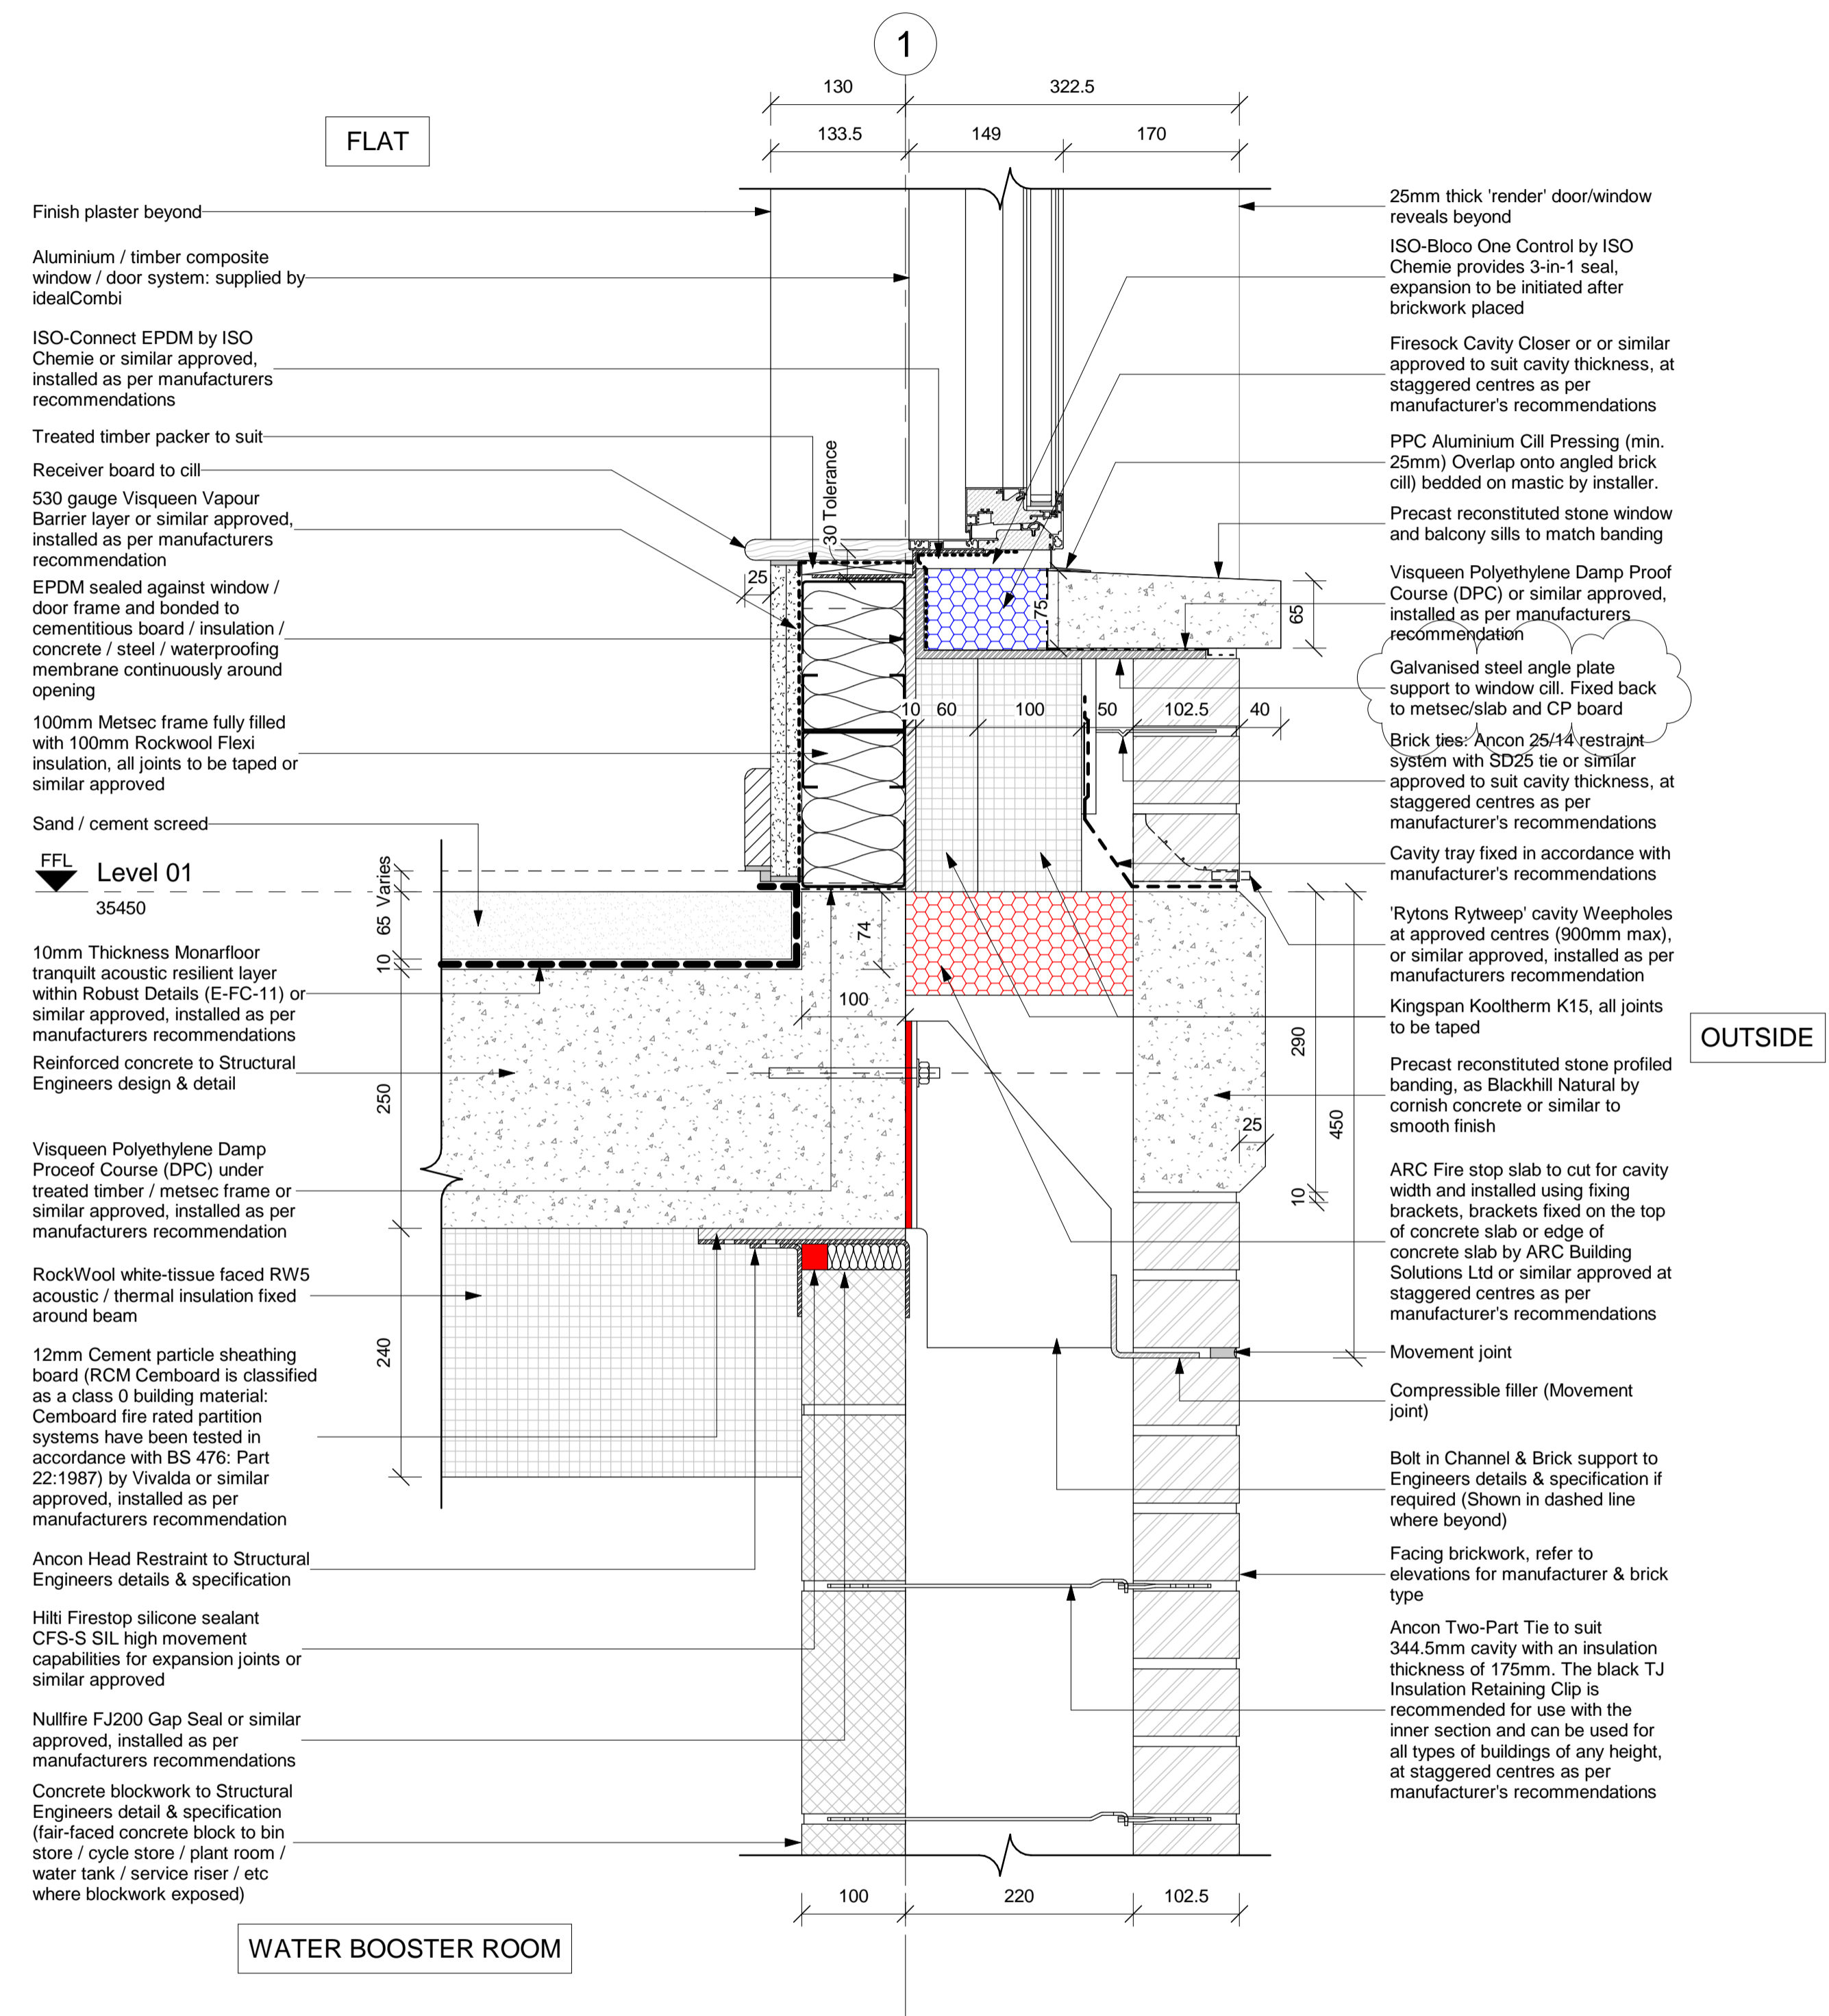 1
130
322.5
133.5
149
170
FLAT
Finish plaster beyond
Aluminium / timber composite
window / door system: supplied by
idealCombi
ISO-Connect EPDM by ISO
Chemie or similar approved,
installed as per manufacturers
recommendations
Treated timber packer to suit
Receiver board to cill
530 gauge Visqueen Vapour
Barrier layer or similar approved,
installed as per manufacturers
recommendation
EPDM sealed against window /
door frame and bonded to
cementitious board / insulation /
concrete / steel / waterproofing
membrane continuously around
opening
100mm Metsec frame fully filled
with 100mm Rockwool Flexi
insulation, all joints to be taped or
similar approved
Sand / cement screed
FFL
Level 01
35450
10mm Thickness Monarfloor
tranquilt acoustic resilient layer
within Robust Details (E-FC-11) or
similar approved, installed as per
manufacturers recommendations
Reinforced concrete to Structural
Engineers design & detail
Visqueen Polyethylene Damp
Proceof Course (DPC) under
treated timber / metsec frame or
similar approved, installed as per
manufacturers recommendation
RockWool white-tissue faced RW5
acoustic / thermal insulation fixed
around beam
12mm Cement particle sheathing
board (RCM Cemboard is classified
as a class 0 building material:
Cemboard fire rated partition
systems have been tested in
accordance with BS 476: Part
22:1987) by Vivalda or similar
approved, installed as per
manufacturers recommendation
Ancon Head Restraint to Structural
Engineers details & specification
Hilti Firestop silicone sealant
CFS-S SIL high movement
capabilities for expansion joints or
similar approved
Nullfire FJ200 Gap Seal or similar
approved, installed as per
manufacturers recommendations
Concrete blockwork to Structural
Engineers detail & specification
(fair-faced concrete block to bin
store / cycle store / plant room /
water tank / service riser / etc
where blockwork exposed)
WATER BOOSTER ROOM
30 Tolerance
25
75
65
10
60
100
50
102.5
40
Varies
65
10
74
100
250
240
290
450
25
10
100
220
102.5
25mm thick 'render' door/window
reveals beyond
ISO-Bloco One Control by ISO
Chemie provides 3-in-1 seal,
expansion to be initiated after
brickwork placed
Firesock Cavity Closer or or similar
approved to suit cavity thickness, at
staggered centres as per
manufacturer's recommendations
PPC Aluminium Cill Pressing (min.
25mm) Overlap onto angled brick
cill) bedded on mastic by installer.
Precast reconstituted stone window
and balcony sills to match banding
Visqueen Polyethylene Damp Proof
Course (DPC) or similar approved,
installed as per manufacturers
recommendation
Galvanised steel angle plate
support to window cill. Fixed back
to metsec/slab and CP board
Brick ties: Ancon 25/14 restraint
system with SD25 tie or similar
approved to suit cavity thickness, at
staggered centres as per
manufacturer's recommendations
Cavity tray fixed in accordance with
manufacturer's recommendations
'Rytons Rytweep' cavity Weepholes
at approved centres (900mm max),
or similar approved, installed as per
manufacturers recommendation
Kingspan Kooltherm K15, all joints
to be taped
OUTSIDE
Precast reconstituted stone profiled
banding, as Blackhill Natural by
cornish concrete or similar to
smooth finish
ARC Fire stop slab to cut for cavity
width and installed using fixing
brackets, brackets fixed on the top
of concrete slab or edge of
concrete slab by ARC Building
Solutions Ltd or similar approved at
staggered centres as per
manufacturer's recommendations
Movement joint
Compressible filler (Movement
joint)
Bolt in Channel & Brick support to
Engineers details & specification if
required (Shown in dashed line
where beyond)
Facing brickwork, refer to
elevations for manufacturer & brick
type
Ancon Two-Part Tie to suit
344.5mm cavity with an insulation
thickness of 175mm. The black TJ
Insulation Retaining Clip is
recommended for use with the
inner section and can be used for
all types of buildings of any height,
at staggered centres as per
manufacturer's recommendations